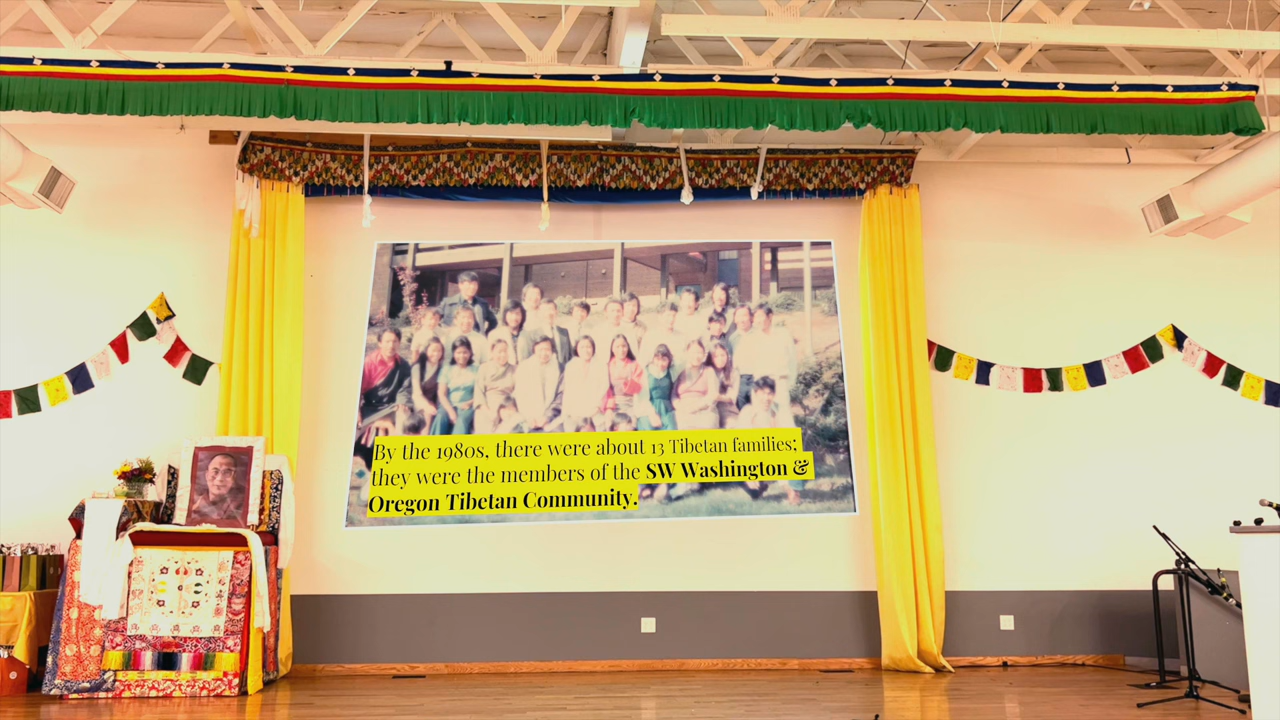 By the 1980s, there were about 13 Tibetan families;
they were the members of the SW Washington &
Oregon Tibetan Community.